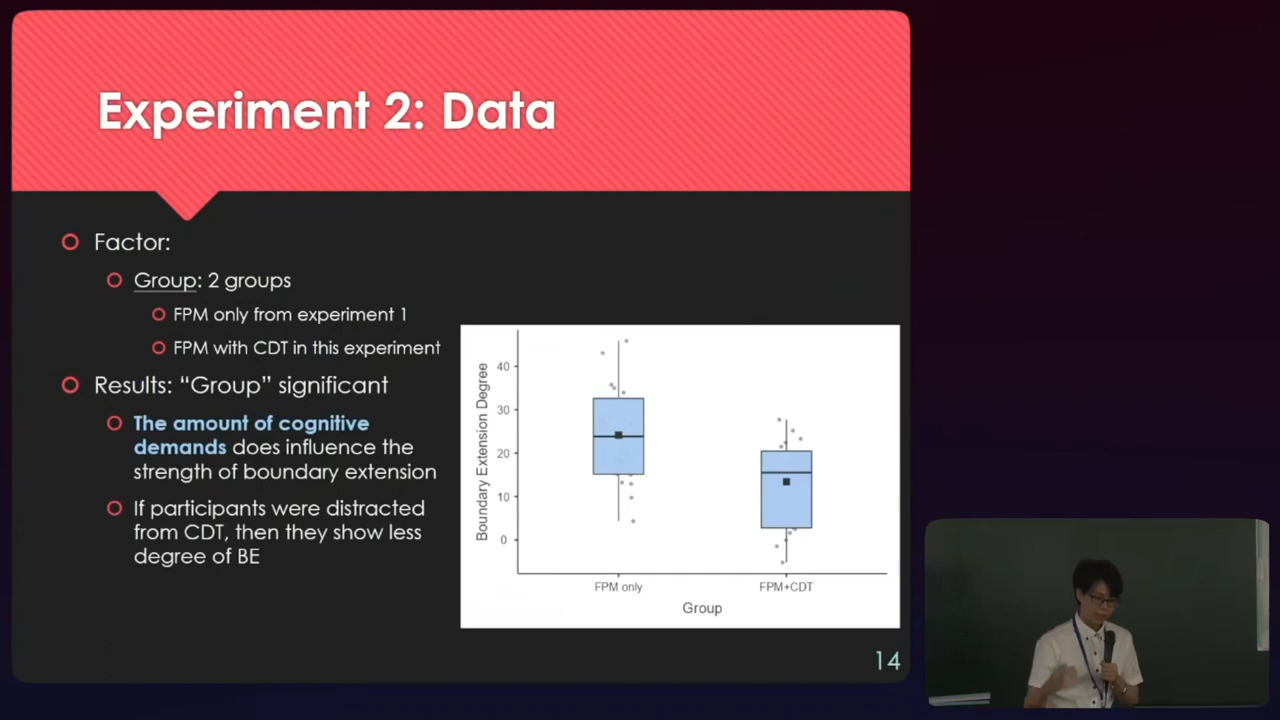 Experiment 2: Data
Factor:
Group: 2 groups
FPM only from experiment 1
FPM with CDT in this experiment
Results: “Group” significant
The amount of cognitive
demands does influence the
strength of boundary extension
If participants were distracted
from CDT, then they show less
degree of BE
Boundary Extension Degree
40
30
20
10
0
FPM only
FPM+CDT
Group
14